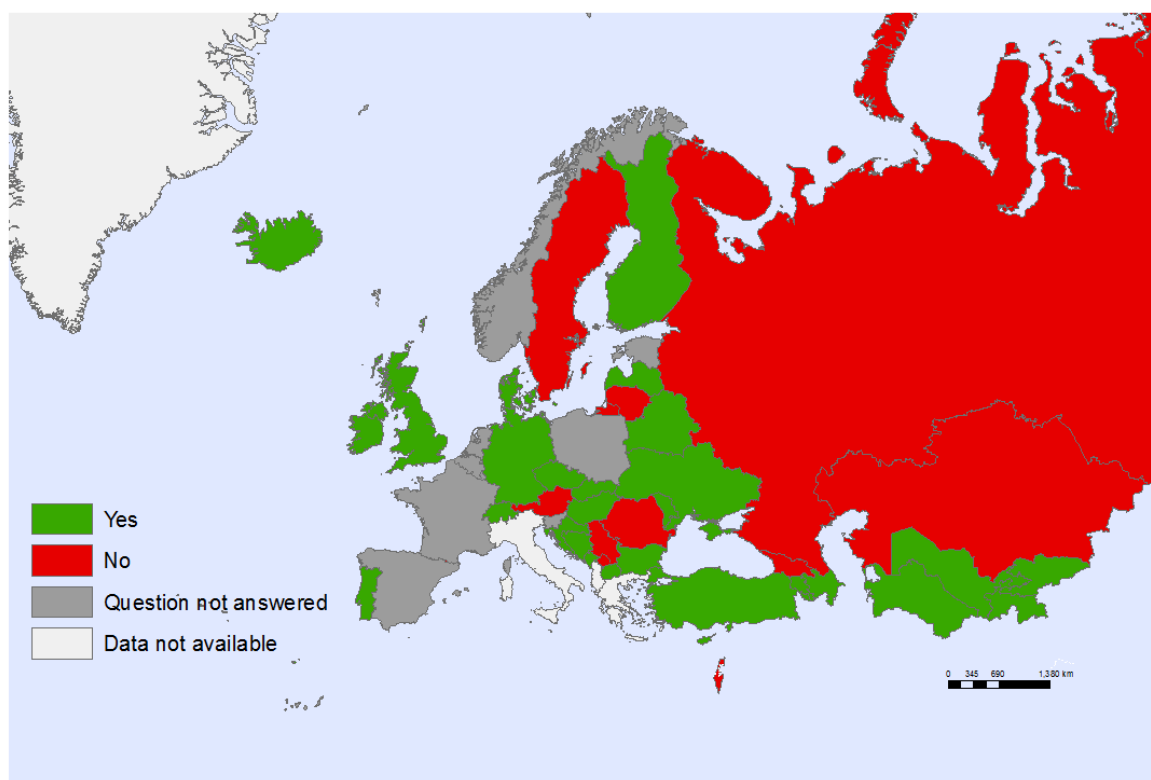 Yes
No
Question not answered
Data not available
0 345 690 1,380 km